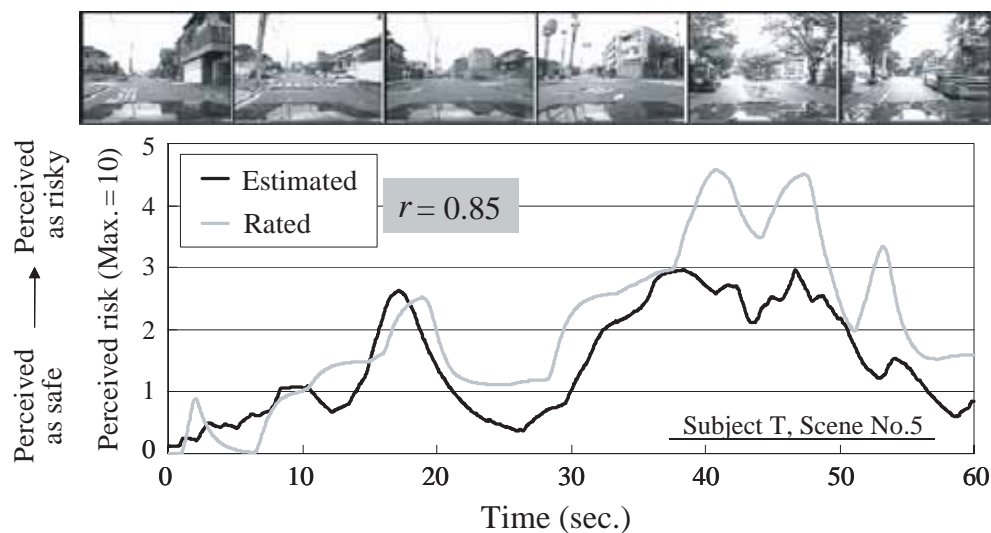 Perceived
as risky
Perceived
as safe
Perceived risk (Max. = 10)
5
4
3
2
1
0
Estimated
Rated
r = 0.85
Subject T, Scene No.5
0 10 20 30 40 50 60
Time (sec.)